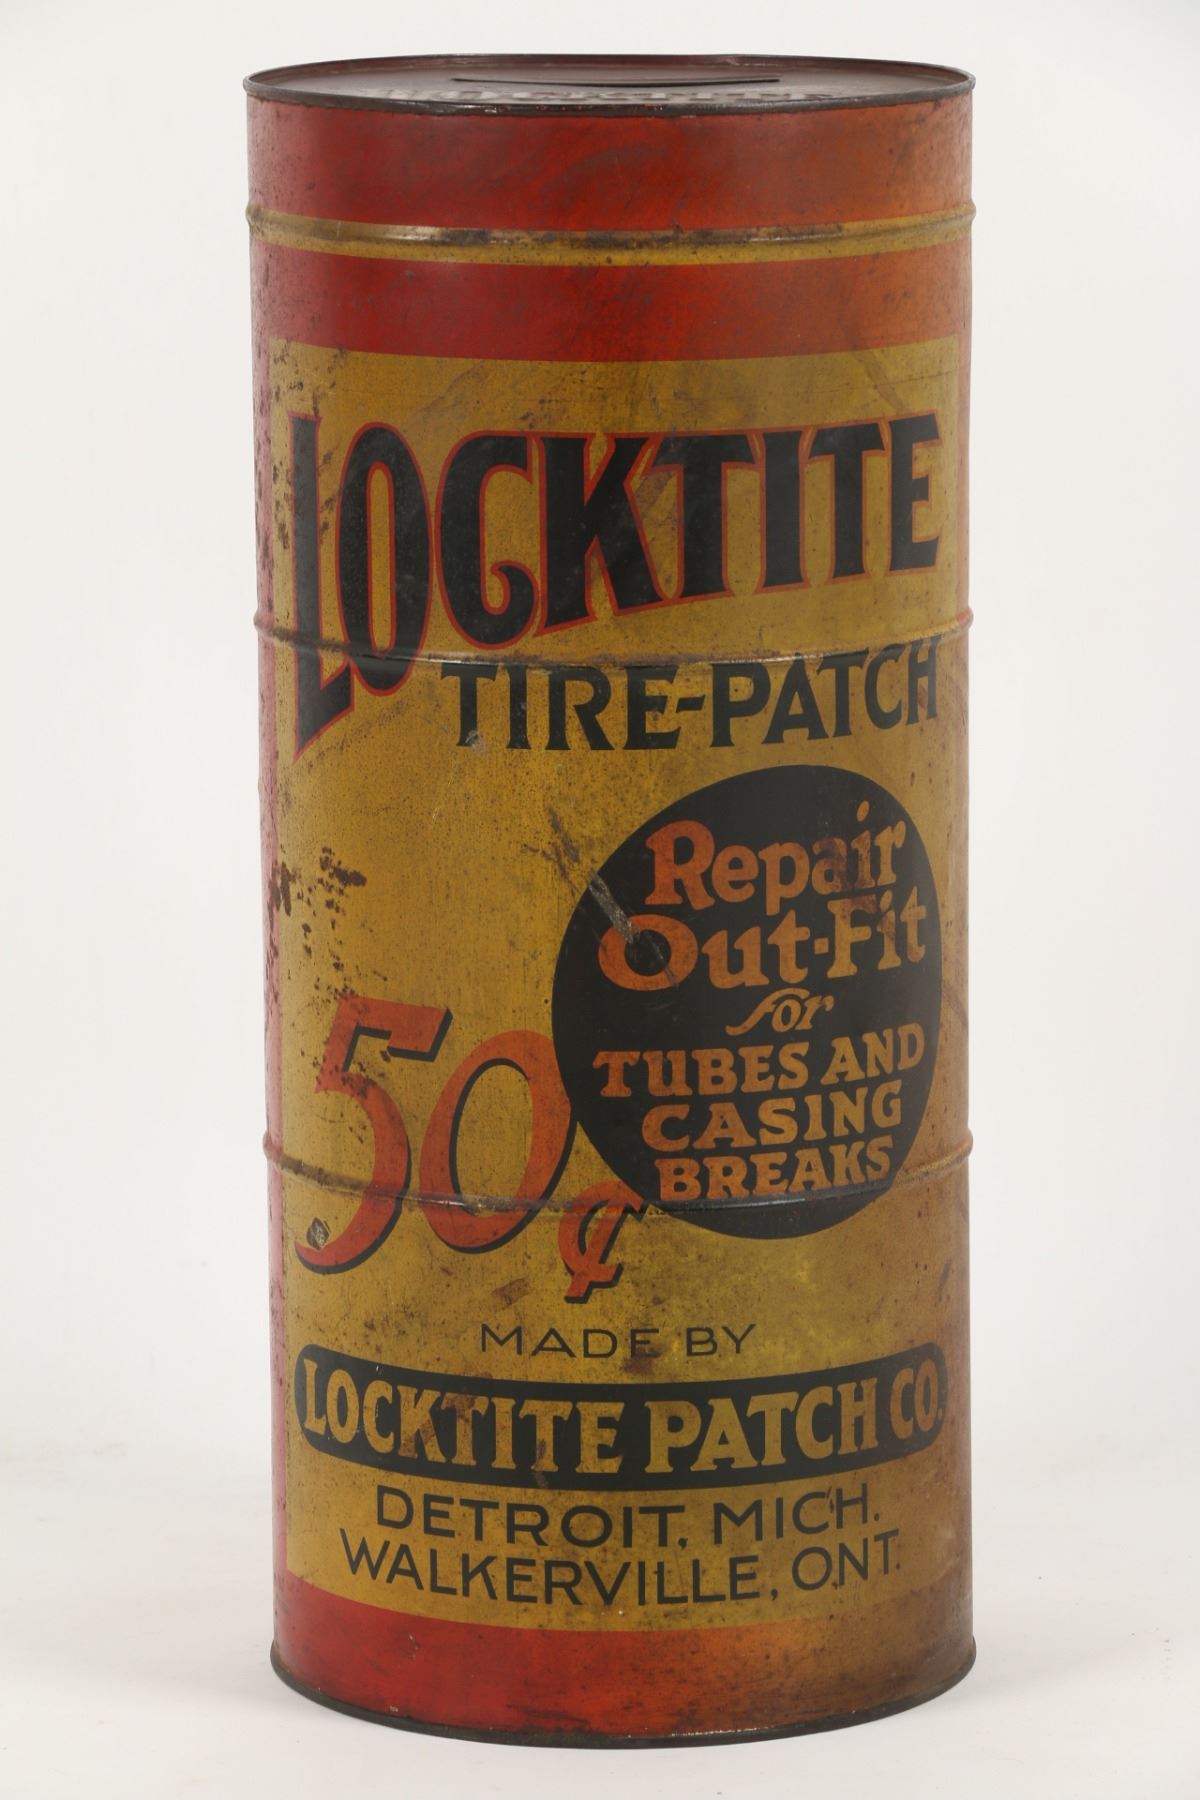 LOCKTITE
TIRE-PATCH
Repair
Out-Fit
for
TUBES AND
CASING
BREAKS
50¢
MADE BY
LOCKTITE PATCH CO.
DETROIT, MICH.
WALKERVILLE, ONT.